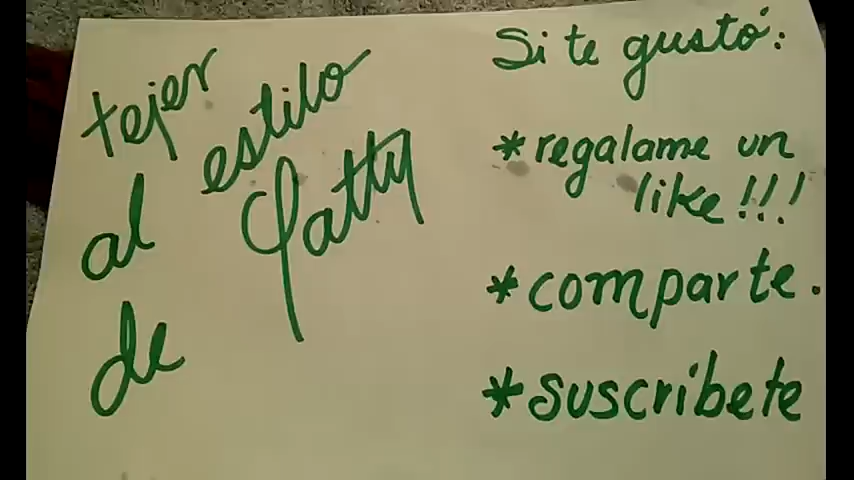 tejer
al estilo
de Patty
Si te gustó:
*regalame un
like!!!
*comparte.
*suscribete